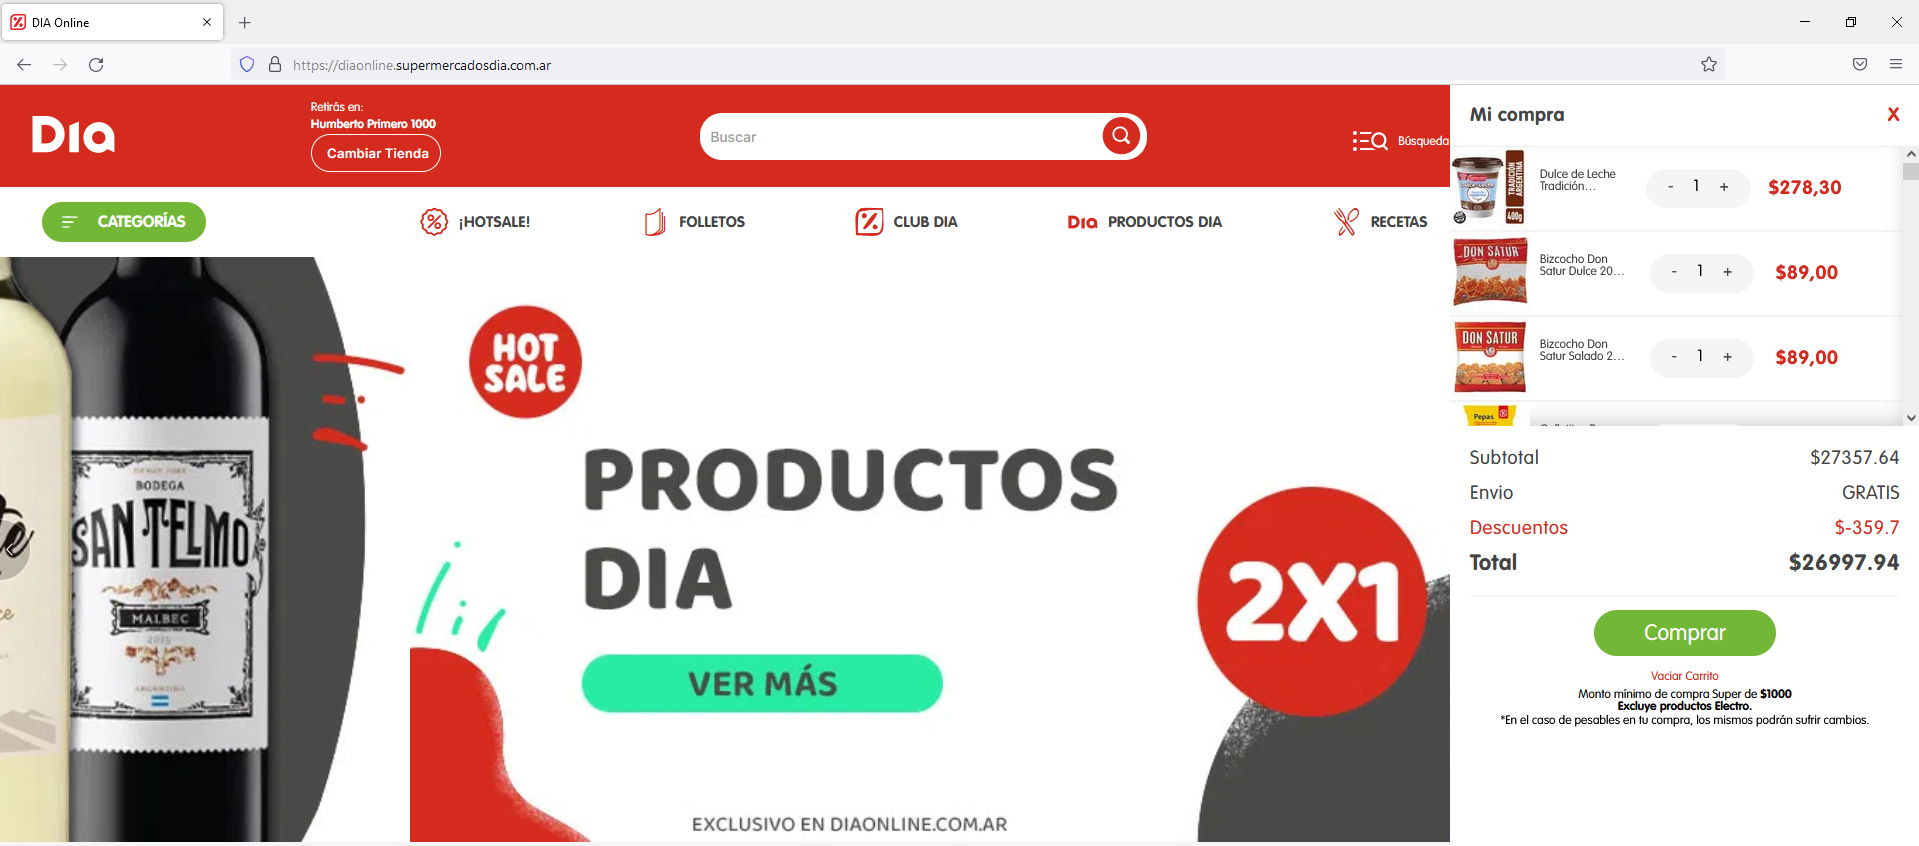 DIA Online
https://diaonline.supermercadosdia.com.ar
Dia
Retirás en:
Humberto Primero 1000
Cambiar Tienda
Buscar
Búsqueda
CATEGORÍAS
¡HOTSALE!
FOLLETOS
CLUB DIA
Dia PRODUCTOS DIA
RECETAS
BODEGA
SAN TELMO
MALBEC
2015
ARGENTINA
HOT
SALE
PRODUCTOS
DIA
VER MÁS
2X1
EXCLUSIVO EN DIAONLINE.COM.AR
Mi compra
X
TRADICIÓN
ARGENTINA
400g
Dulce de Leche
Tradición...
- 1 +
$278,30
DON SATUR
Bizcocho Don
Satur Dulce 20...
- 1 +
$89,00
DON SATUR
Bizcocho Don
Satur Salado 2...
- 1 +
$89,00
Pepas
Subtotal $27357.64
Envio GRATIS
Descuentos $-359.7
Total $26997.94
Comprar
Vaciar Carrito
Monto mínimo de compra Super de $1000
Excluye productos Electro.
*En el caso de pesables en tu compra, los mismos podrán sufrir cambios.